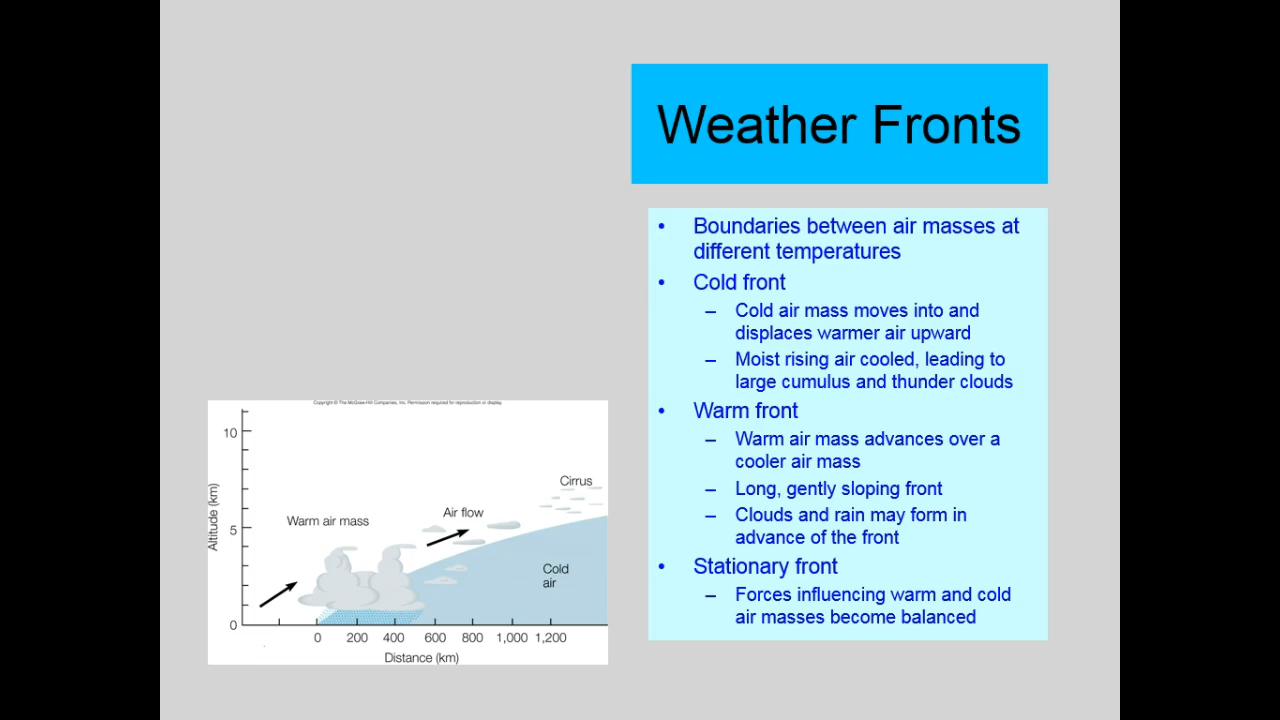 Weather Fronts
• Boundaries between air masses at
different temperatures
• Cold front
– Cold air mass moves into and
displaces warmer air upward
– Moist rising air cooled, leading to
large cumulus and thunder clouds
• Warm front
– Warm air mass advances over a
cooler air mass
– Long, gently sloping front
– Clouds and rain may form in
advance of the front
• Stationary front
– Forces influencing warm and cold
air masses become balanced
Copyright © The McGraw-Hill Companies, Inc. Permission required for reproduction or display.
10
5
0
Altitude (km)
Warm air mass
Air flow
Cirrus
Cold
air
0 200 400 600 800 1,000 1,200
Distance (km)